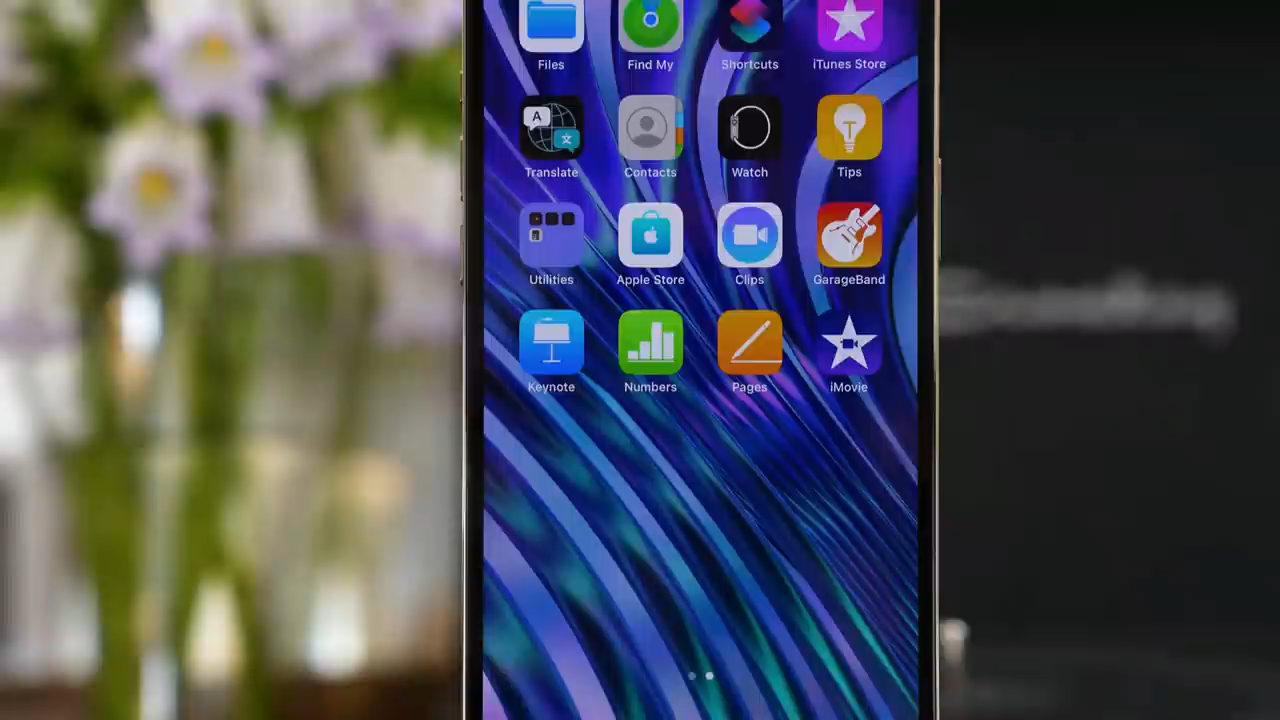 Files Find My Shortcuts iTunes Store
A
Translate Contacts Watch Tips
Utilities Apple Store Clips GarageBand
Keynote Numbers Pages iMovie